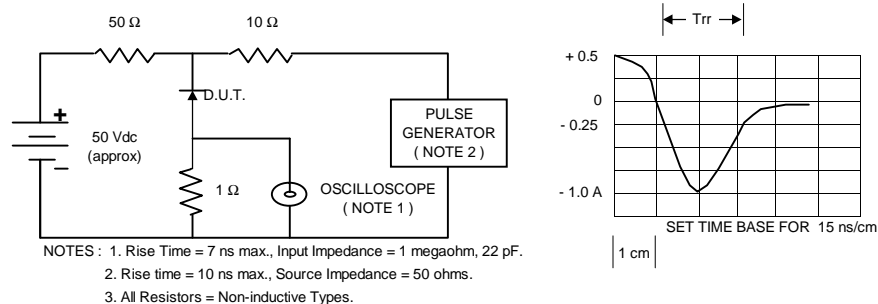 50 Ω
10 Ω
Trr
D.U.T.
+
50 Vdc
(approx)
−
PULSE
GENERATOR
( NOTE 2 )
1 Ω
OSCILLOSCOPE
( NOTE 1 )
+ 0.5
0
- 0.25
- 1.0 A
SET TIME BASE FOR 15 ns/cm
1 cm
NOTES : 1. Rise Time = 7 ns max., Input Impedance = 1 megaohm, 22 pF.
2. Rise time = 10 ns max., Source Impedance = 50 ohms.
3. All Resistors = Non-inductive Types.